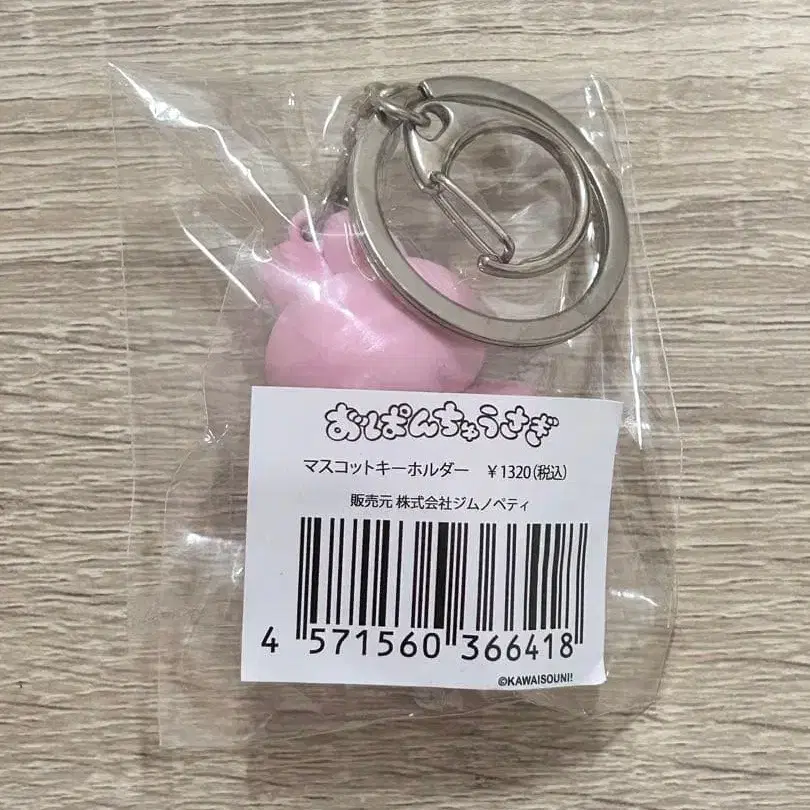 おぱんちゅうさぎ
マスコットキーホルダー ￥1320(税込)
販売元 株式会社ジムノペティ
4 571560 366418
©KAWAISOUNI!